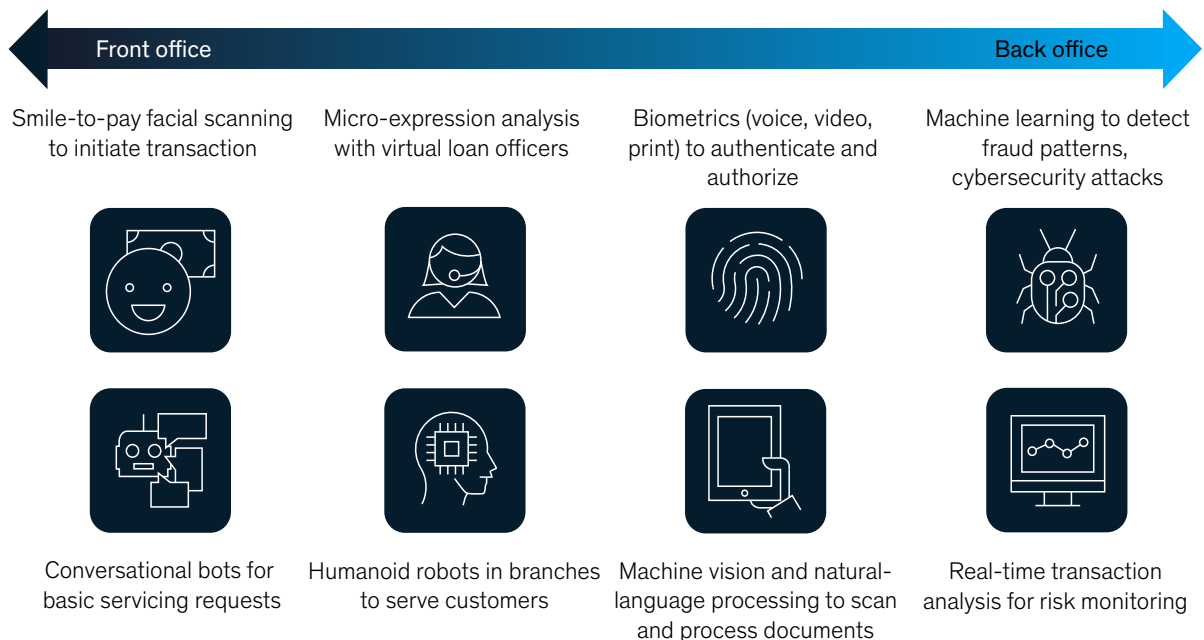 Front office
Back office
Smile-to-pay facial scanning
to initiate transaction
Micro-expression analysis
with virtual loan officers
Biometrics (voice, video,
print) to authenticate and
authorize
Machine learning to detect
fraud patterns,
cybersecurity attacks
Conversational bots for
basic servicing requests
Humanoid robots in branches
to serve customers
Machine vision and natural-
language processing to scan
and process documents
Real-time transaction
analysis for risk monitoring